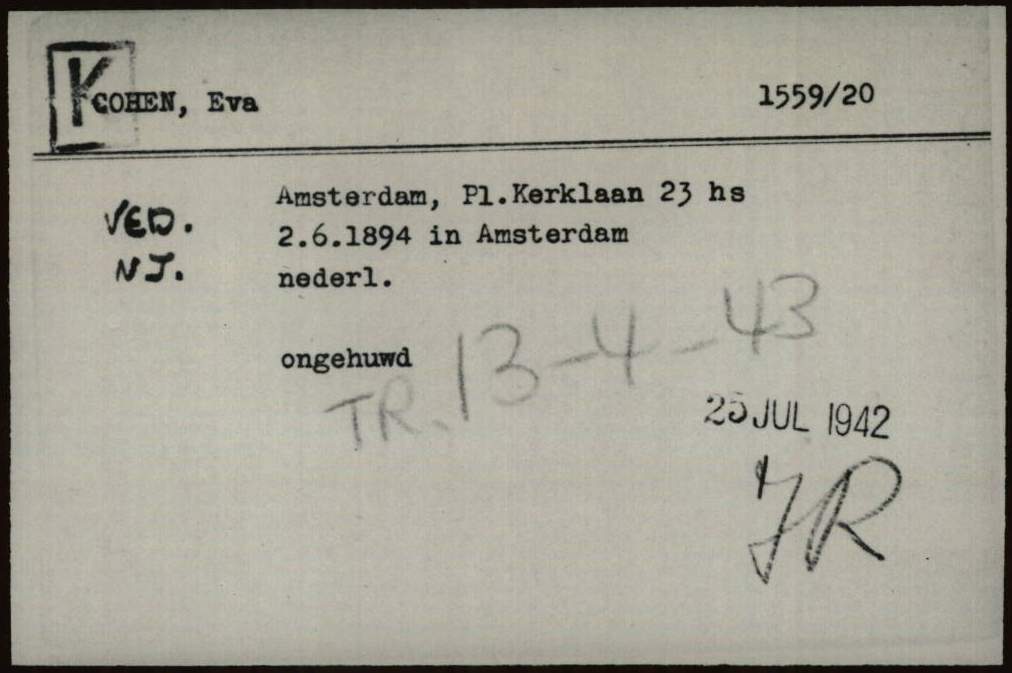 K COHEN, Eva 1559/20
VED. Amsterdam, Pl.Kerklaan 23 hs
2.6.1894 in Amsterdam
NJ. nederl.
ongehuwd
TR. 13-4-43
25 JUL 1942
JR